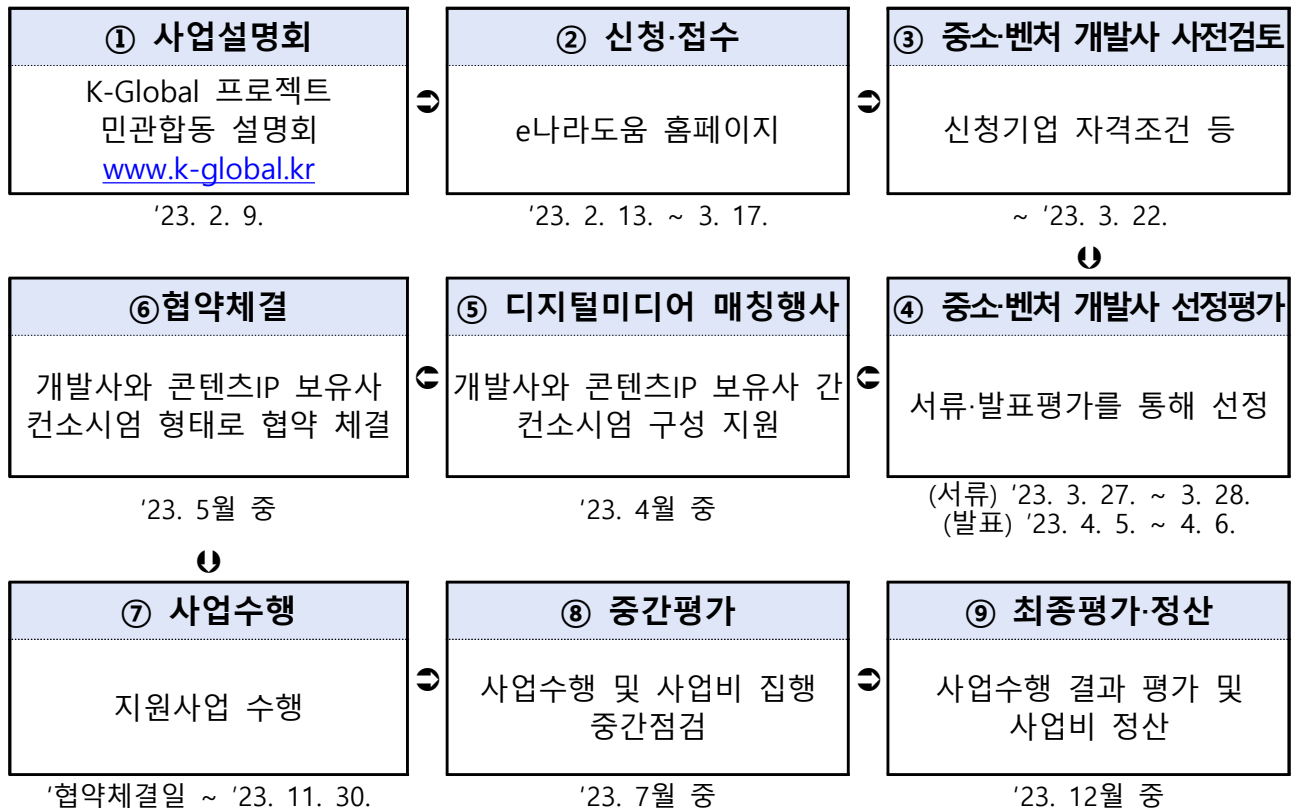 ① 사업설명회
K-Global 프로젝트
민관합동 설명회
www.k-global.kr
'23. 2. 9.
➲
② 신청·접수
e나라도움 홈페이지
'23. 2. 13. ~ 3. 17.
➲
③ 중소·벤처 개발사 사전검토
신청기업 자격조건 등
~ '23. 3. 22.
④ 중소·벤처 개발사 선정평가
서류·발표평가를 통해 선정
(서류) '23. 3. 27. ~ 3. 28.
(발표) '23. 4. 5. ~ 4. 6.
⑤ 디지털미디어 매칭행사
개발사와 콘텐츠IP 보유사 간
컨소시엄 구성 지원
'23. 4월 중
⑥협약체결
개발사와 콘텐츠IP 보유사
컨소시엄 형태로 협약 체결
'23. 5월 중
⑦ 사업수행
지원사업 수행
'협약체결일 ~ '23. 11. 30.
➲
⑧ 중간평가
사업수행 및 사업비 집행
중간점검
'23. 7월 중
➲
⑨ 최종평가·정산
사업수행 결과 평가 및
사업비 정산
'23. 12월 중